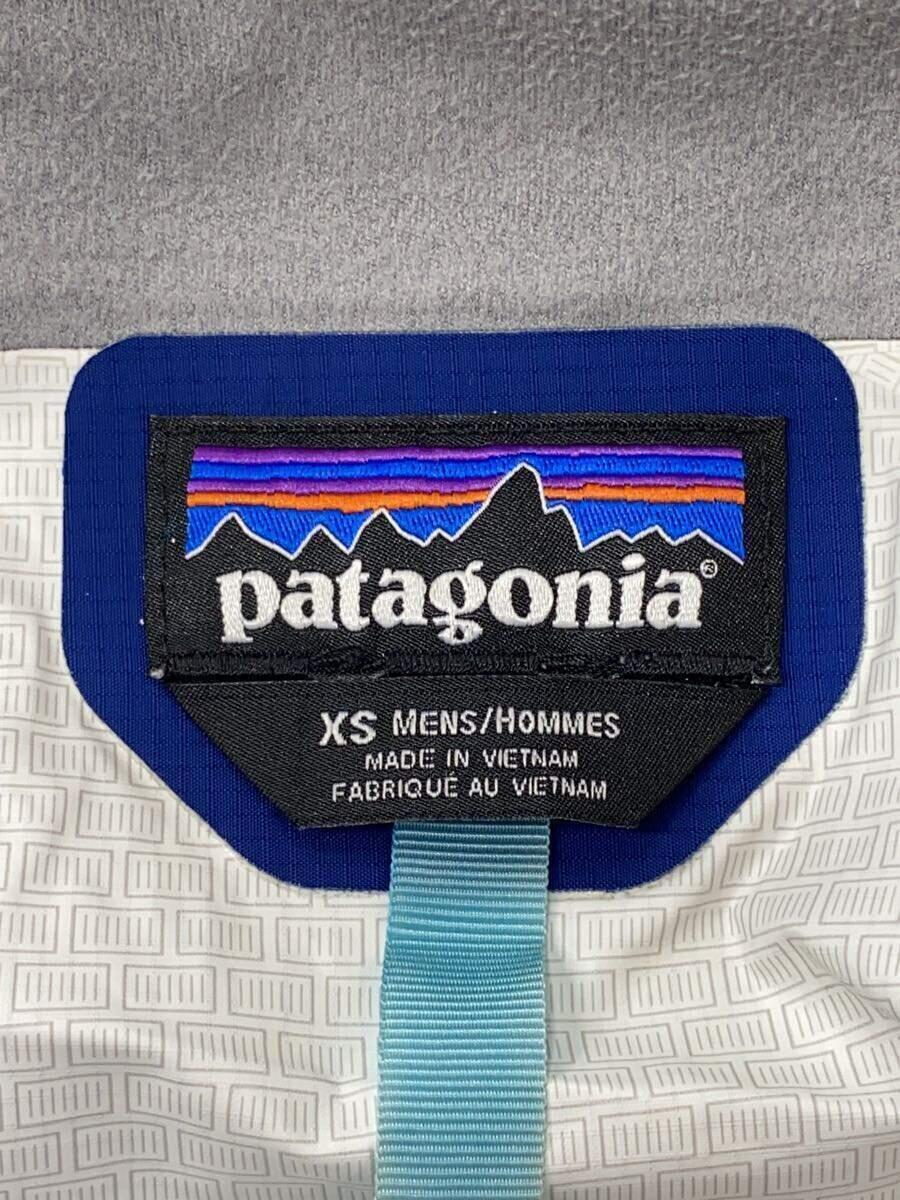 patagonia®
XS MENS/HOMMES
MADE IN VIETNAM
FABRIQUÉ AU VIETNAM